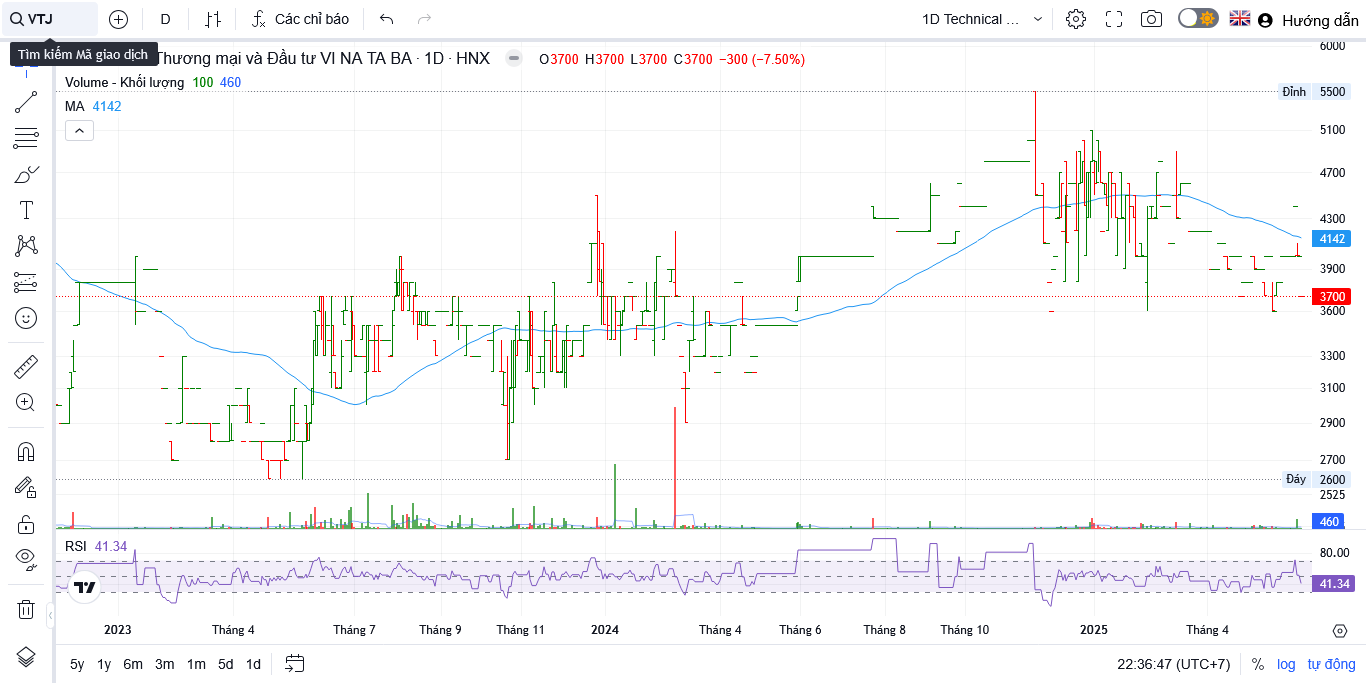 VTJ D Các chỉ báo 1D Technical ... Hướng dẫn
Tìm kiếm Mã giao dịch Thương mại và Đầu tư VI NA TA BA · 1D · HNX O3700 H3700 L3700 C3700 −300 (−7.50%)
Volume - Khối lượng 100 460
MA 4142
6000
Đỉnh 5500
5100
4700
4300
4142
3900
3700
3600
3300
3100
2900
2700
Đáy 2600
2525
460
RSI 41.34
80.00
41.34
2023 Tháng 4 Tháng 7 Tháng 9 Tháng 11 2024 Tháng 4 Tháng 6 Tháng 8 Tháng 10 2025 Tháng 4
5y 1y 6m 3m 1m 5d 1d 22:36:47 (UTC+7) % log tự động